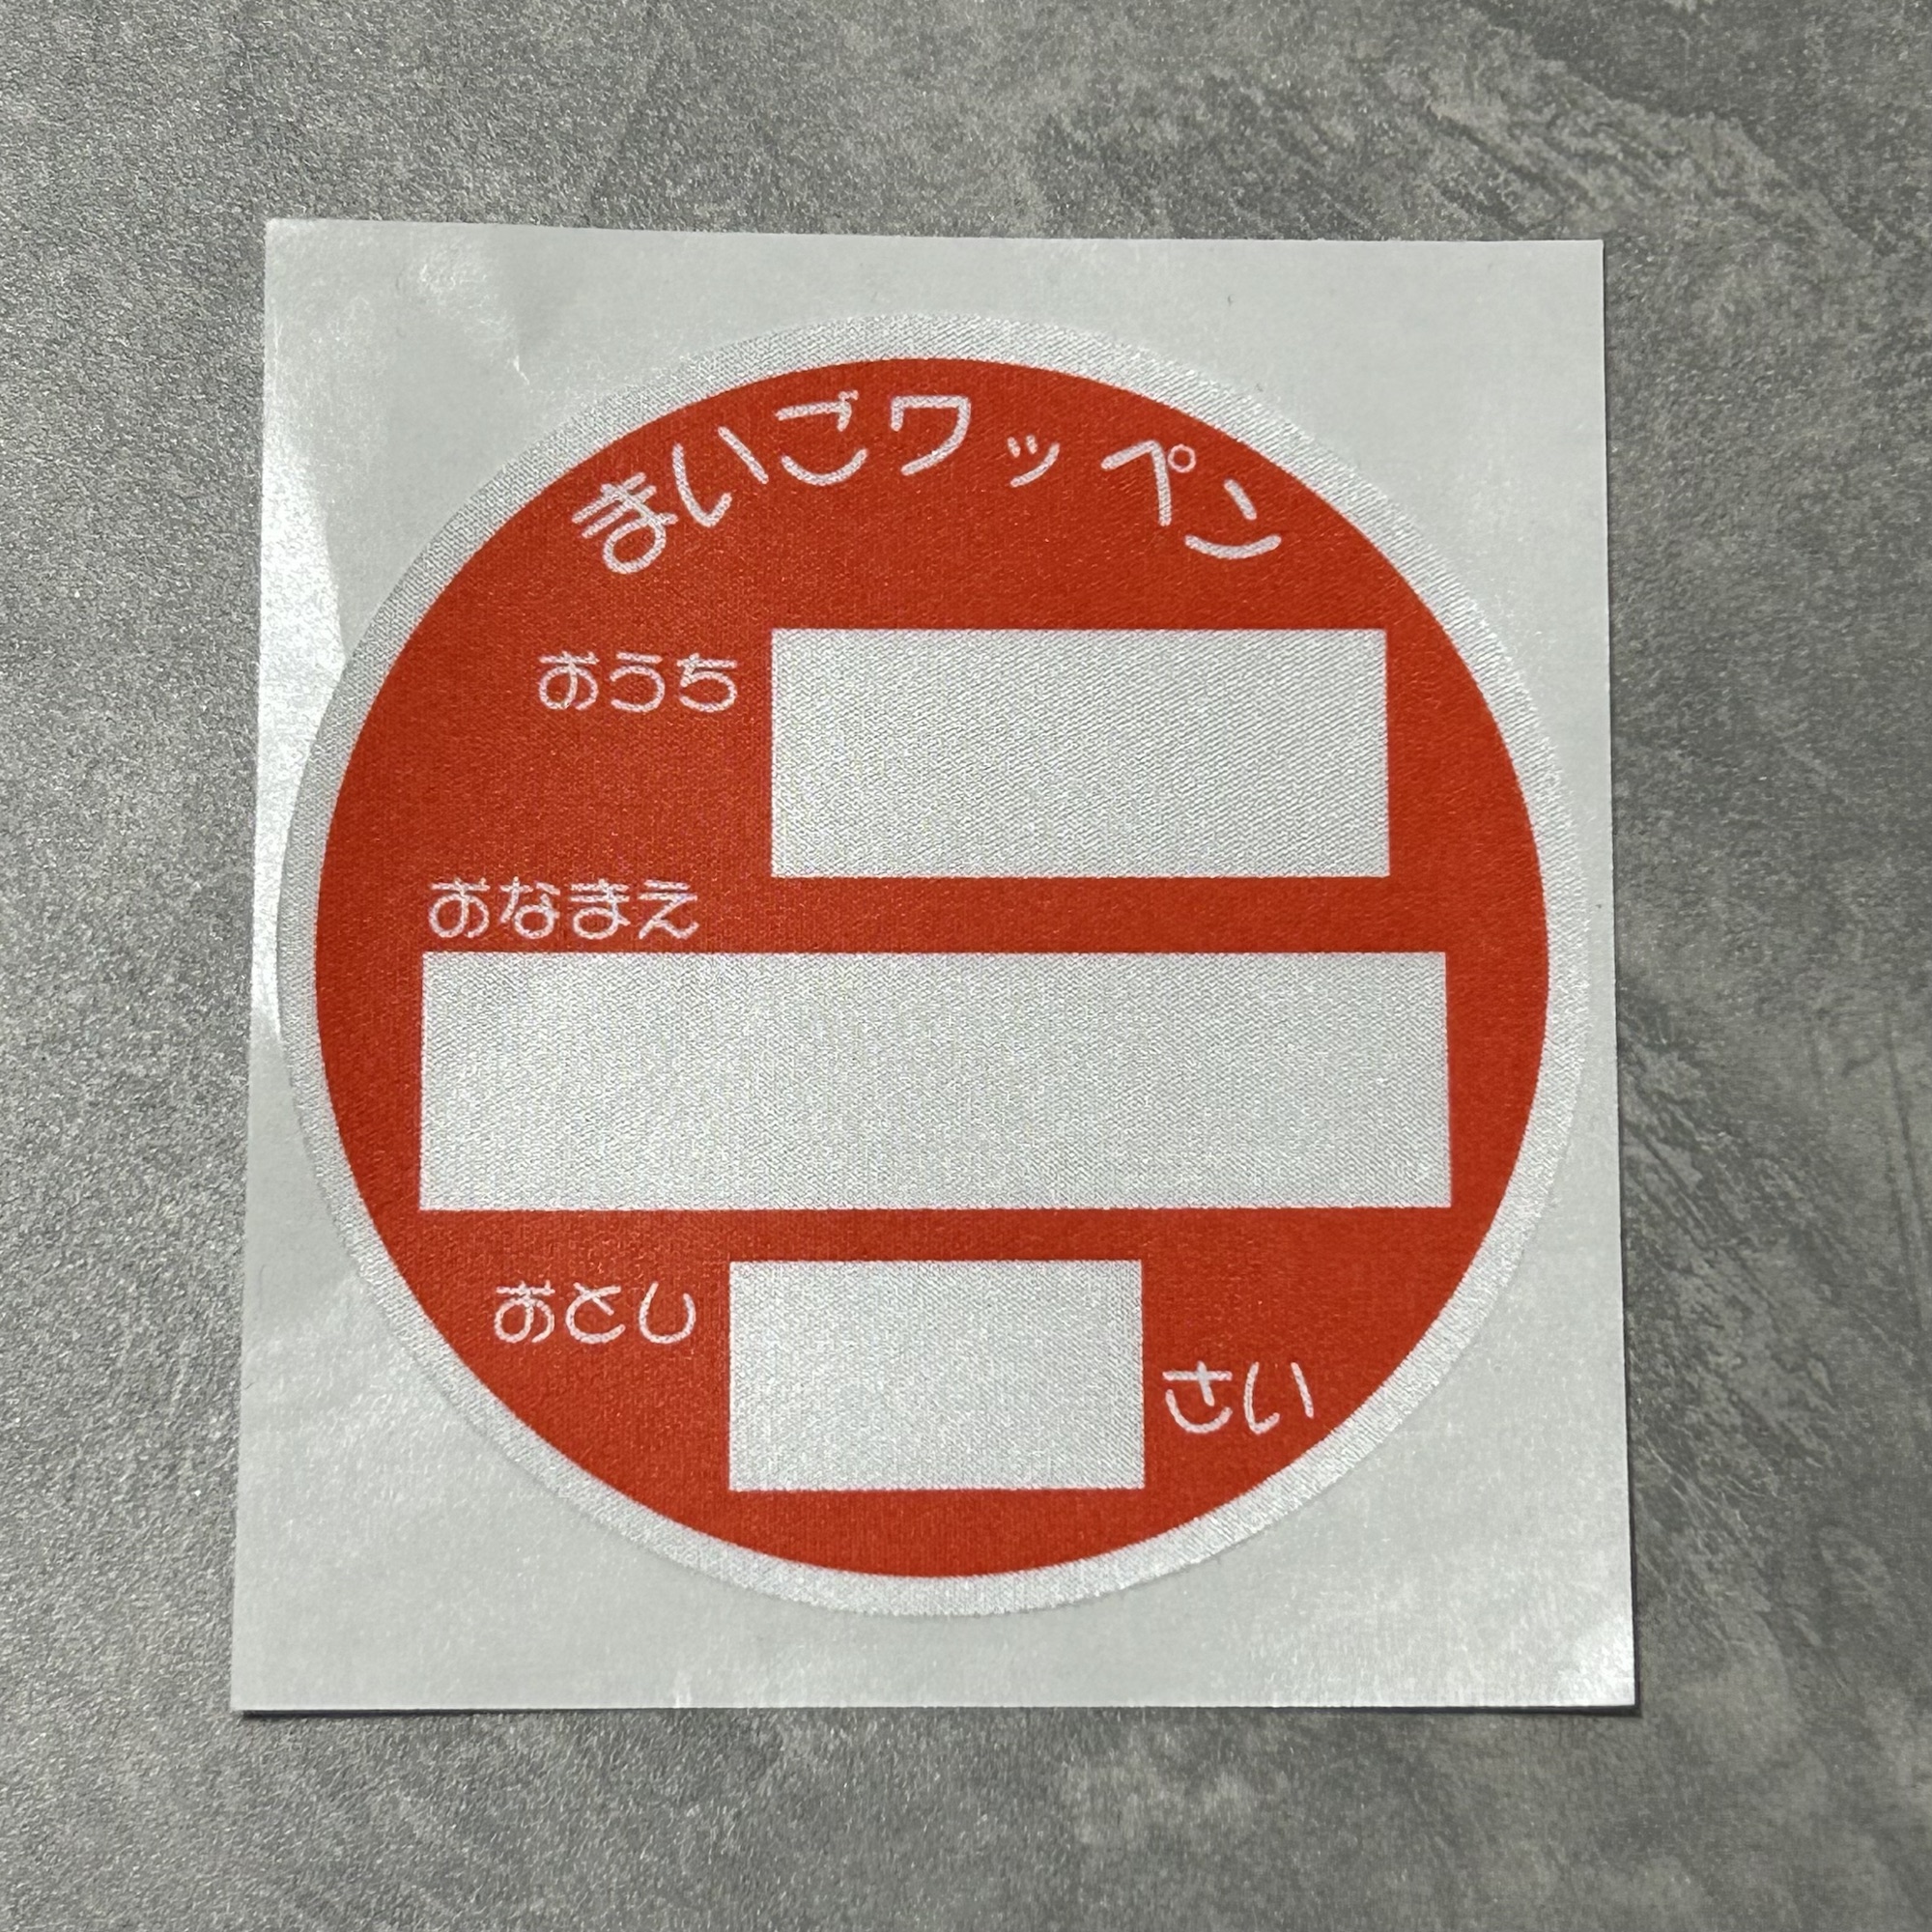 まいごワッペン
おうち
おなまえ
おとし
さい